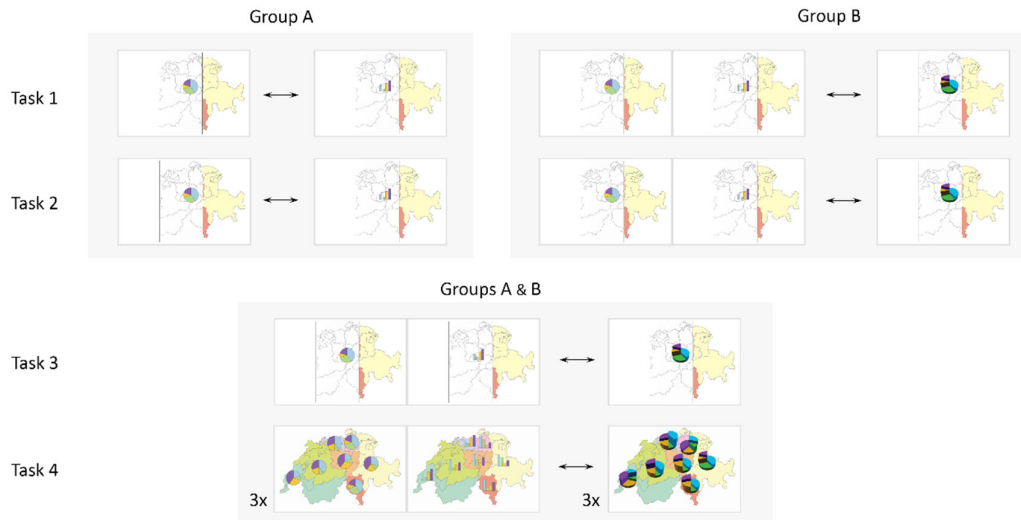 Group A
Group B
Task 1
Task 2
Groups A & B
Task 3
Task 4
3x
3x